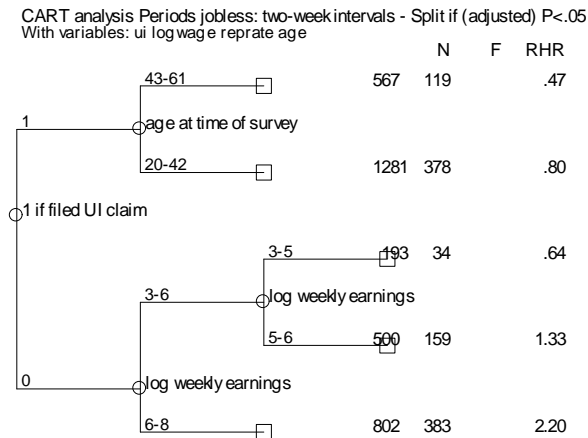 CART analysis Periods jobless: two-week intervals - Split if (adjusted) P<.05
With variables: ui logwage reprate age
N F RHR
43-61 567 119 .47
1 age at time of survey
20-42 1281 378 .80
1 if filed UI claim
3-5 193 34 .64
3-6 log weekly earnings
5-6 500 159 1.33
0 log weekly earnings
6-8 802 383 2.20